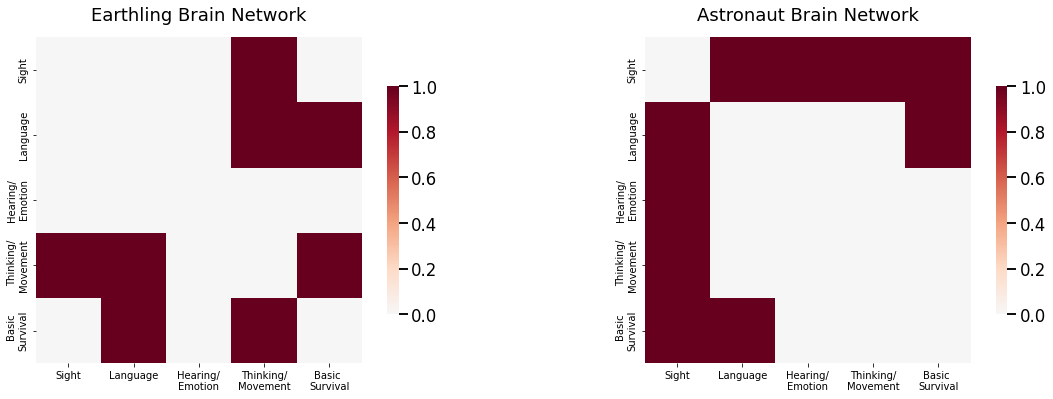 Earthling Brain Network
Astronaut Brain Network
Sight
Language
Hearing/
Emotion
Thinking/
Movement
Basic
Survival
Sight
Language
Hearing/
Emotion
Thinking/
Movement
Basic
Survival
1.0
0.8
0.6
0.4
0.2
0.0
Sight
Language
Hearing/
Emotion
Thinking/
Movement
Basic
Survival
Sight
Language
Hearing/
Emotion
Thinking/
Movement
Basic
Survival
1.0
0.8
0.6
0.4
0.2
0.0